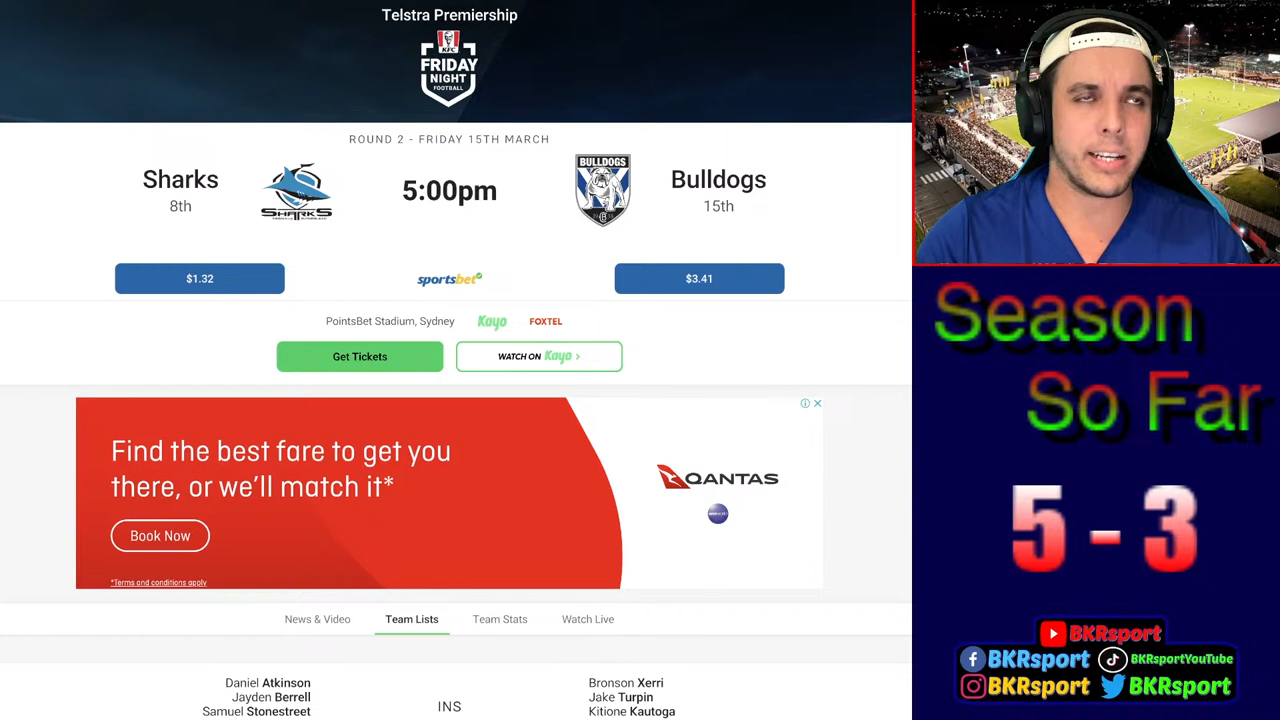 Telstra Premiership
KFC
FRIDAY
NIGHT
FOOTBALL
ROUND 2 - FRIDAY 15TH MARCH
Sharks
8th
SHARKS
5:00pm
BULLDOGS
Bulldogs
15th
$1.32
sportsbet
$3.41
PointsBet Stadium, Sydney
Kayo
FOXTEL
Get Tickets
WATCH ON Kayo >
Find the best fare to get you
there, or we'll match it*
Book Now
*Terms and conditions apply
QANTAS
News & Video
Team Lists
Team Stats
Watch Live
Daniel Atkinson
Jayden Berrell
Samuel Stonestreet
INS
Bronson Xerri
Jake Turpin
Kitione Kautoga
Season
So Far
5 - 3
BKRsport
BKRsport
BKRsportYouTube
BKRsport
BKRsport